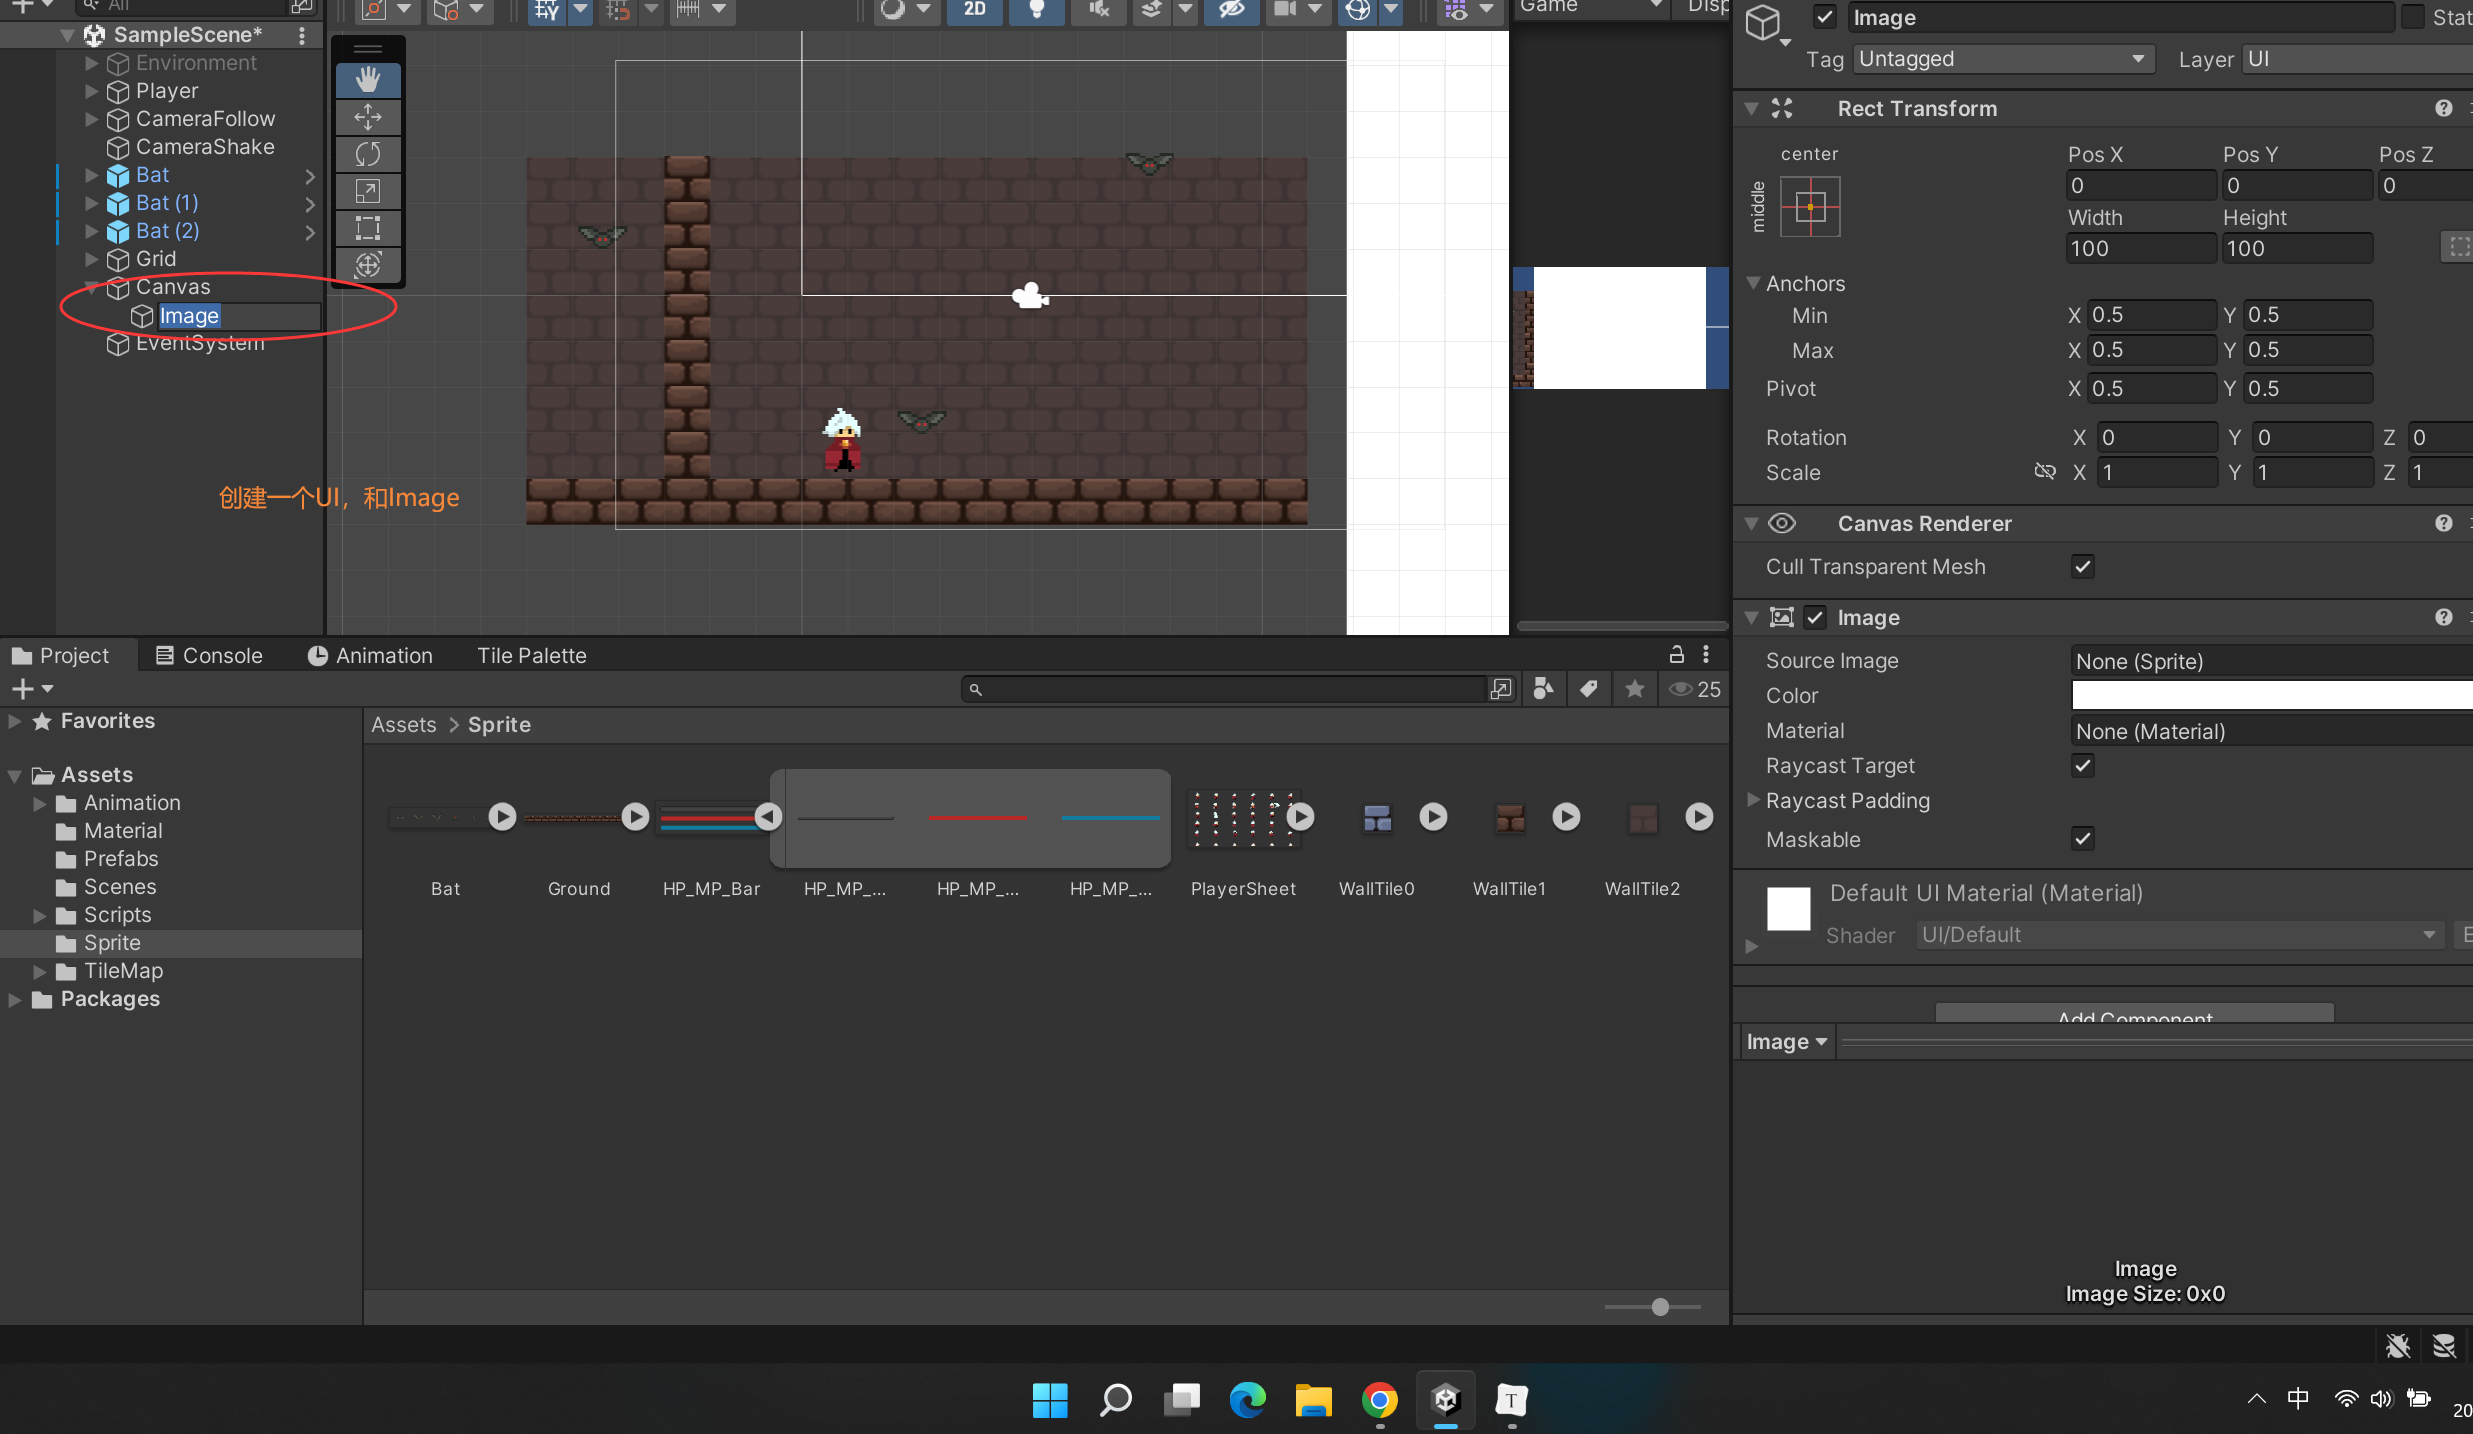 All
SampleScene*
Environment
Player
CameraFollow
CameraShake
Bat
Bat (1)
Bat (2)
Grid
Canvas
Image
EventSystem
创建一个UI，和Image
2D
Game
Disp
Image
Stat
Tag Untagged Layer UI
Rect Transform
center
middle
Pos X Pos Y Pos Z
0 0 0
Width Height
100 100
Anchors
Min X 0.5 Y 0.5
Max X 0.5 Y 0.5
Pivot X 0.5 Y 0.5
Rotation X 0 Y 0 Z 0
Scale X 1 Y 1 Z 1
Canvas Renderer
Cull Transparent Mesh
Image
Source Image None (Sprite)
Color
Material None (Material)
Raycast Target
Raycast Padding
Maskable
Default UI Material (Material)
Shader UI/Default E
Add Component
Image
Image
Image Size: 0x0
Project Console Animation Tile Palette
25
Favorites
Assets
Animation
Material
Prefabs
Scenes
Scripts
Sprite
TileMap
Packages
Assets > Sprite
Bat Ground HP_MP_Bar HP_MP_... HP_MP_... HP_MP_... PlayerSheet WallTile0 WallTile1 WallTile2
T
中
20